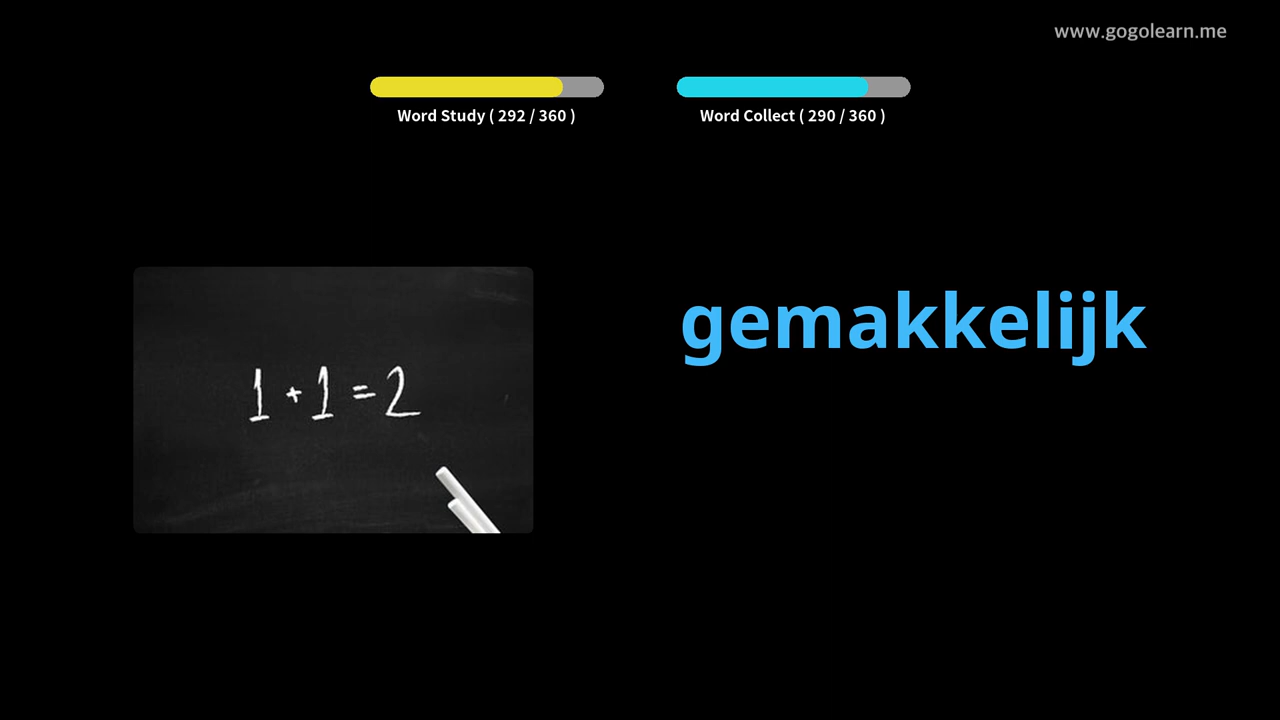 www.gogolearn.me
Word Study ( 292 / 360 )
Word Collect ( 290 / 360 )
gemakkelijk
1 + 1 = 2